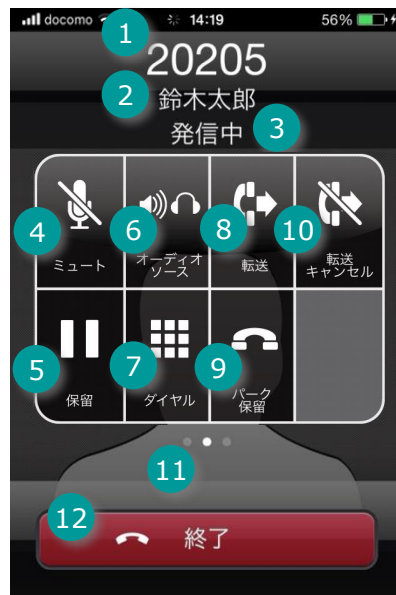 docomo 14:19 56%
1
20205
2 鈴木太郎
発信中 3
4 6 8 10
ミュート オーディオ
ソース 転送 転送
キャンセル
5 7 9
保留 ダイヤル パーク
保留
11
12
終了